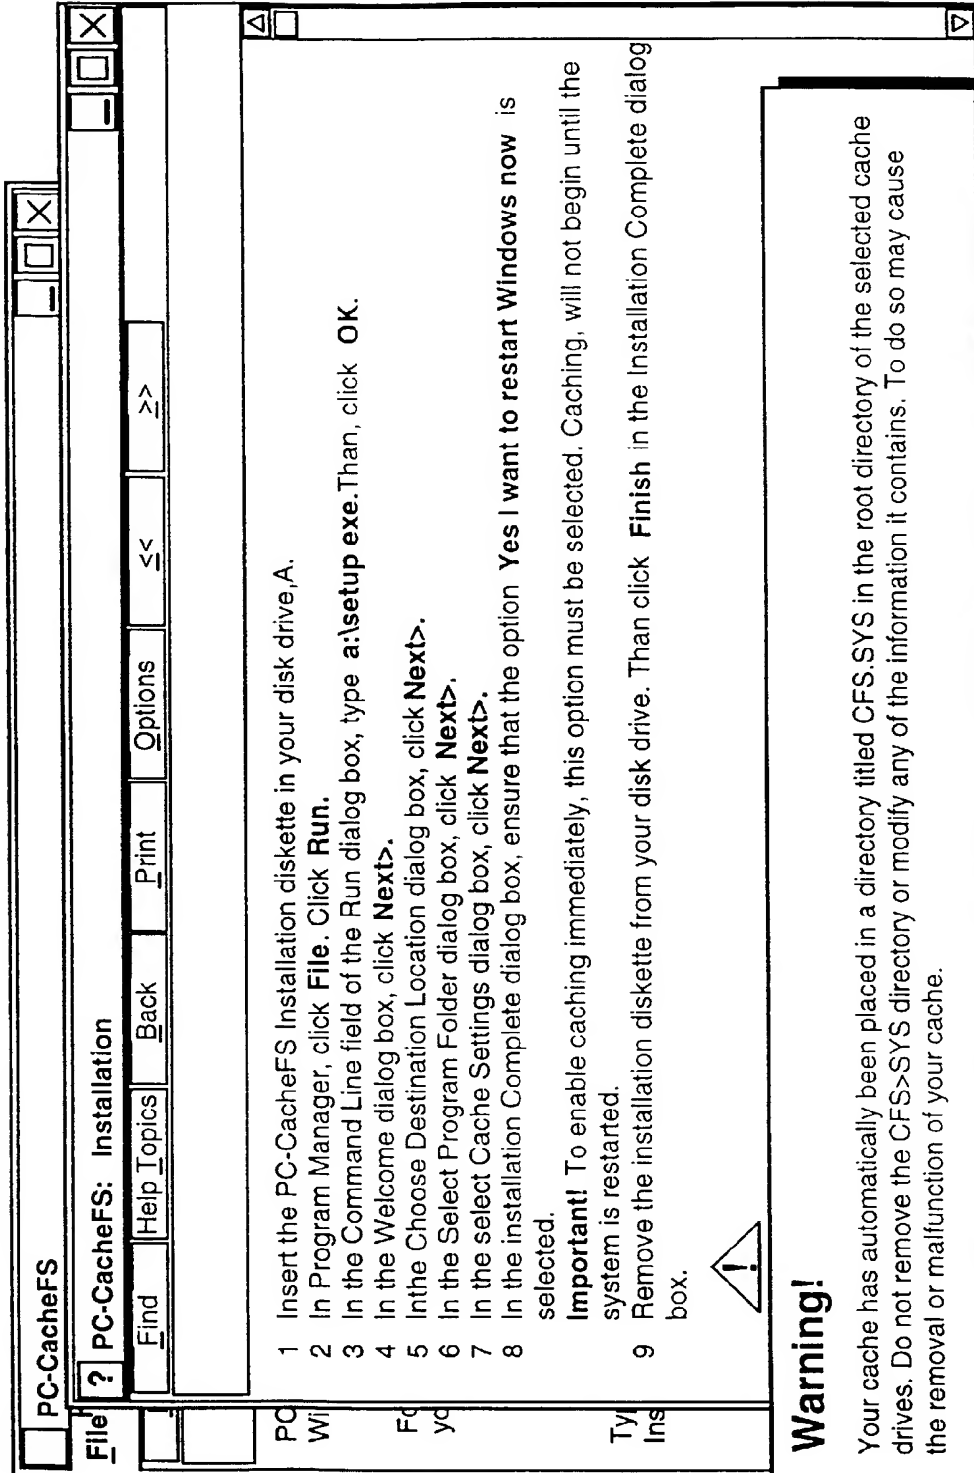 PC-CacheFS
File
? PC-CacheFS: Installation
Find Help Topics Back Print Options << >>
PC
Wi
Fo
yo
Ty
Ins
1 Insert the PC-CacheFS Installation diskette in your disk drive,A.
2 In Program Manager, click File. Click Run.
3 In the Command Line field of the Run dialog box, type a:\setup exe.Than, click OK.
4 In the Welcome dialog box, click Next>.
5 Inthe Choose Destination Location dialog box, click Next>.
6 In the Select Program Folder dialog box, click Next>.
7 In the select Cache Settings dialog box, click Next>.
8 In the installation Complete dialog box, ensure that the option Yes I want to restart Windows now is
selected.
Important! To enable caching immediately, this option must be selected. Caching, will not begin until the
system is restarted.
9 Remove the installation diskette from your disk drive. Than click Finish in the Installation Complete dialog
box.
!
Warning!
Your cache has automatically been placed in a directory titled CFS.SYS in the root directory of the selected cache
drives. Do not remove the CFS>SYS directory or modify any of the information it contains. To do so may cause
the removal or malfunction of your cache.